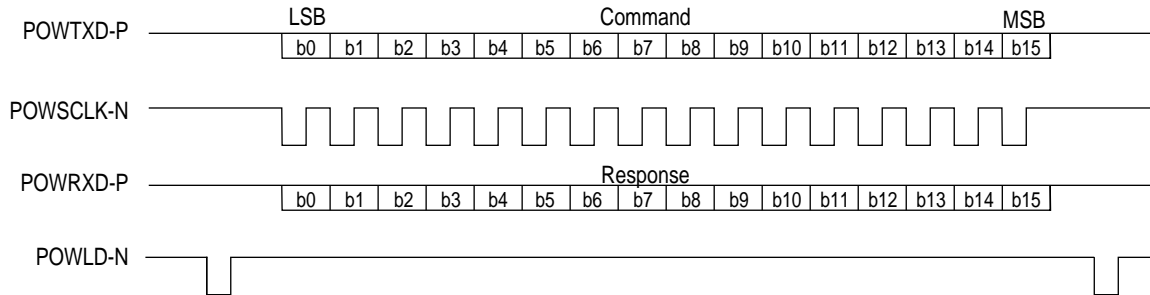 LSB Command MSB
POWTXD-P
b0 b1 b2 b3 b4 b5 b6 b7 b8 b9 b10 b11 b12 b13 b14 b15
POWSCLK-N
Response
POWRXD-P
b0 b1 b2 b3 b4 b5 b6 b7 b8 b9 b10 b11 b12 b13 b14 b15
POWLD-N